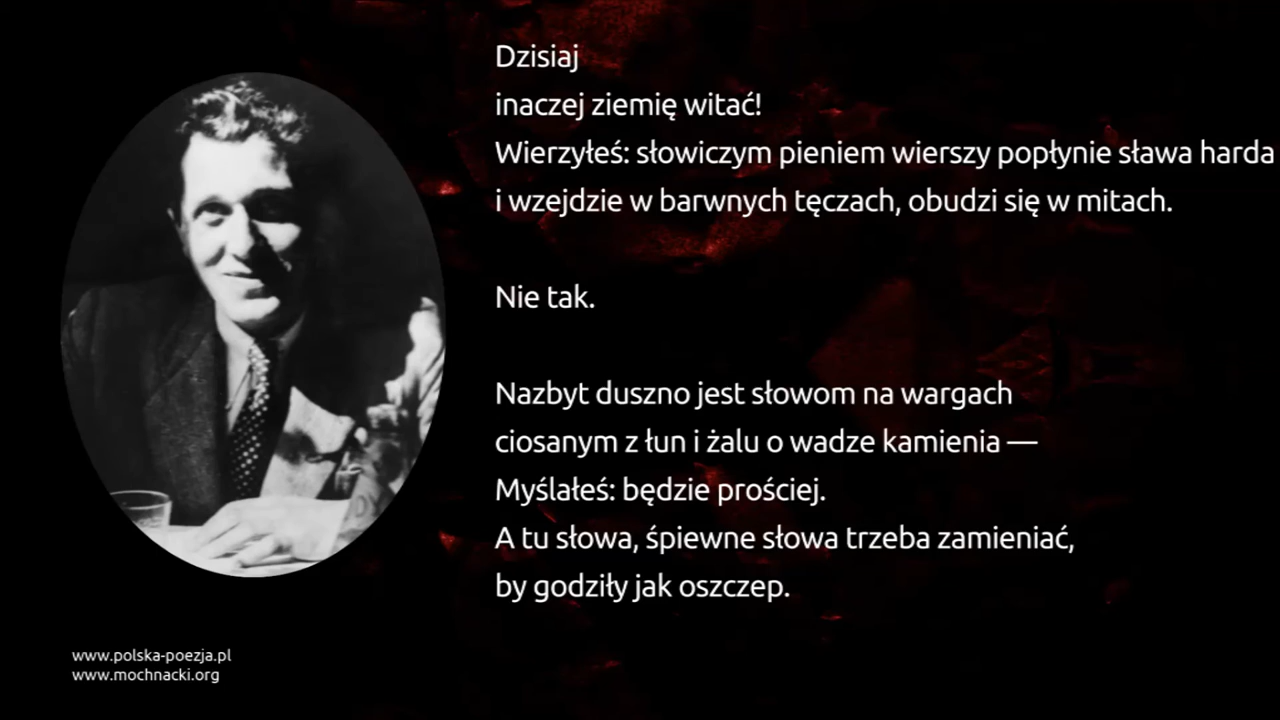 Dzisiaj
inaczej ziemię witać!
Wierzyłeś: słowiczym pieniem wierszy popłynie sława harda
i wzejdzie w barwnych tęczach, obudzi się w mitach.
Nie tak.
Nazbyt duszno jest słowom na wargach
ciosanym z łun i żalu o wadze kamienia —
Myślałeś: będzie prościej.
A tu słowa, śpiewne słowa trzeba zamieniać,
by godziły jak oszczep.
www.polska-poezja.pl
www.mochnacki.org